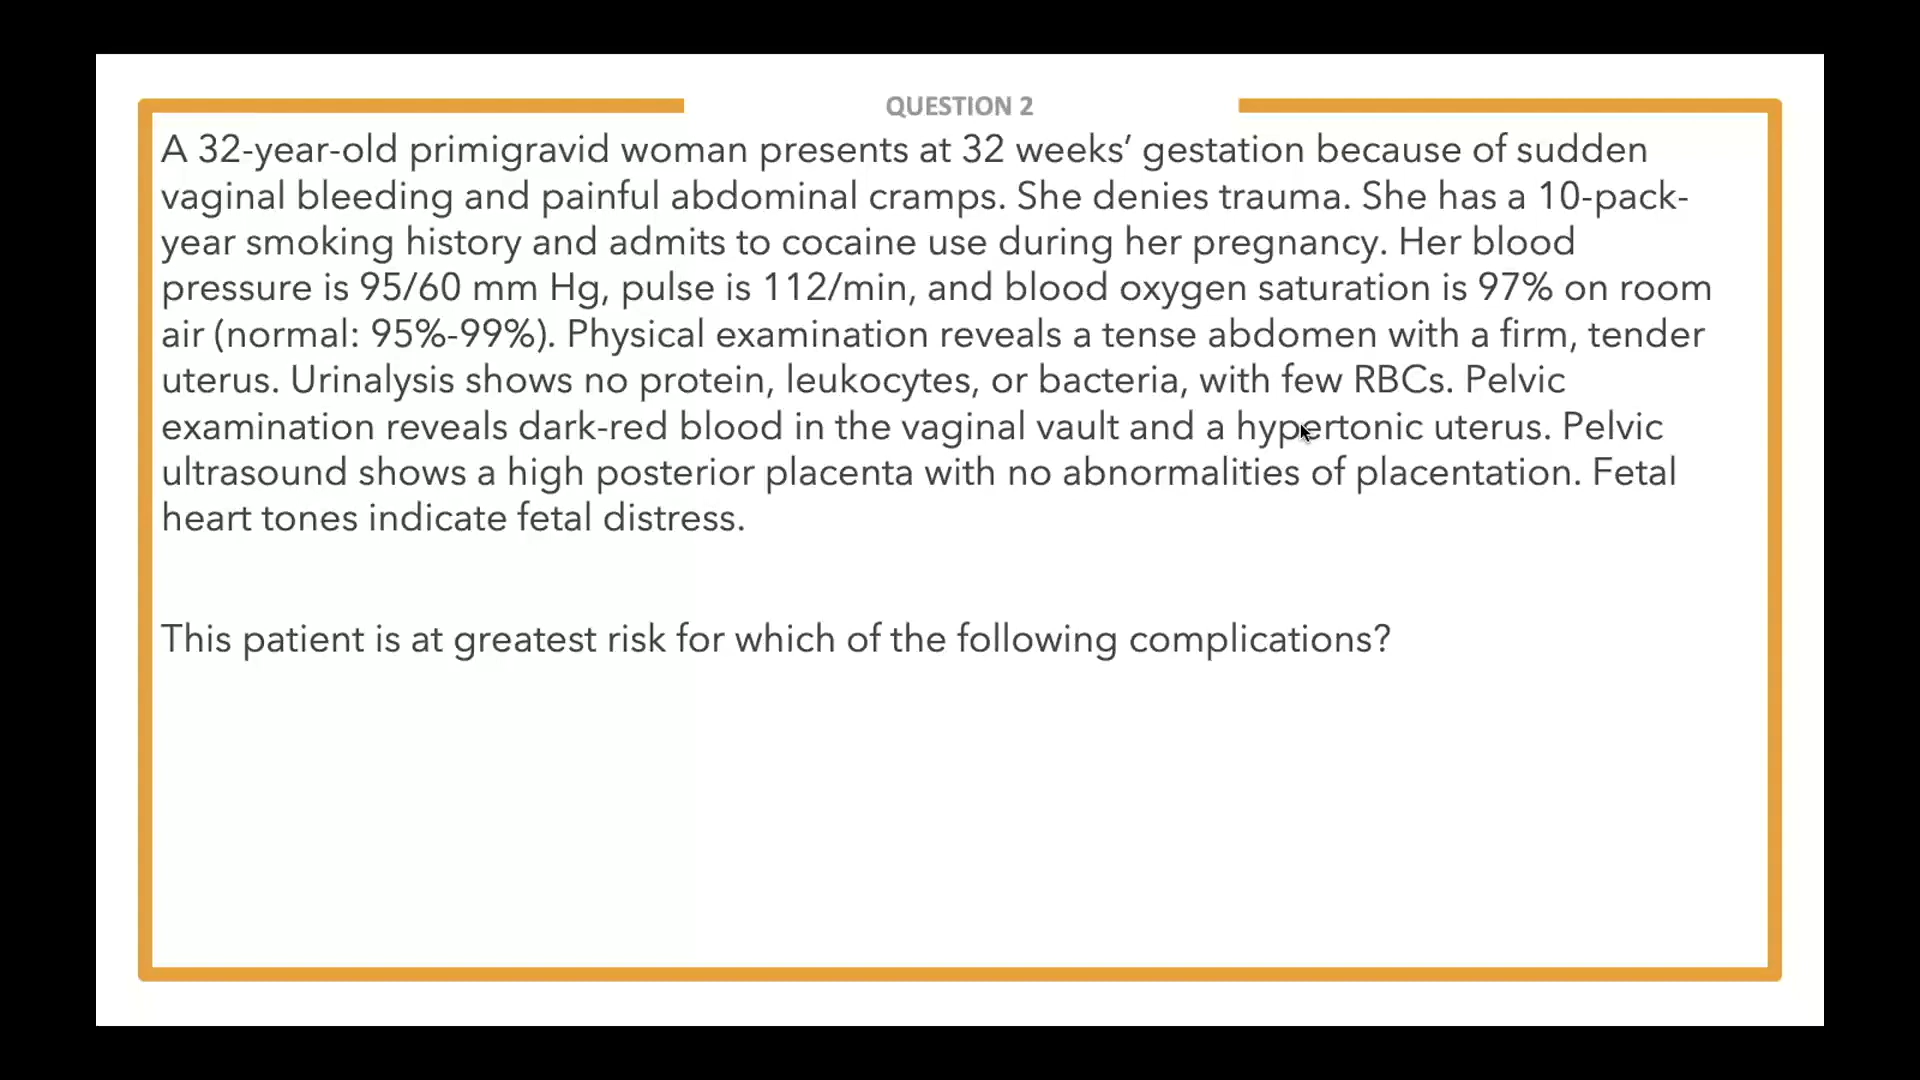 QUESTION 2
A 32-year-old primigravid woman presents at 32 weeks’ gestation because of sudden
vaginal bleeding and painful abdominal cramps. She denies trauma. She has a 10-pack-
year smoking history and admits to cocaine use during her pregnancy. Her blood
pressure is 95/60 mm Hg, pulse is 112/min, and blood oxygen saturation is 97% on room
air (normal: 95%-99%). Physical examination reveals a tense abdomen with a firm, tender
uterus. Urinalysis shows no protein, leukocytes, or bacteria, with few RBCs. Pelvic
examination reveals dark-red blood in the vaginal vault and a hypertonic uterus. Pelvic
ultrasound shows a high posterior placenta with no abnormalities of placentation. Fetal
heart tones indicate fetal distress.
This patient is at greatest risk for which of the following complications?